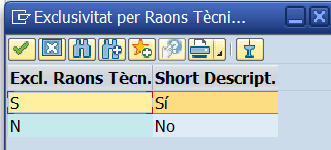 Exclusivitat per Raons Tècni...
Excl. Raons Tècn. Short Descript.
S Sí
N No